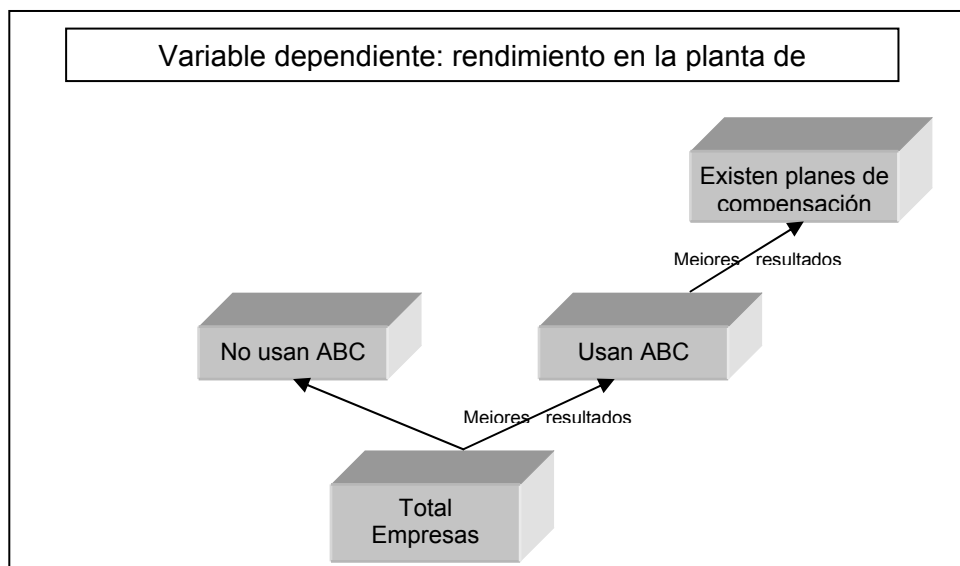 Variable dependiente: rendimiento en la planta de
Existen planes de
compensación
Mejores resultados
No usan ABC
Usan ABC
Mejores resultados
Total
Empresas